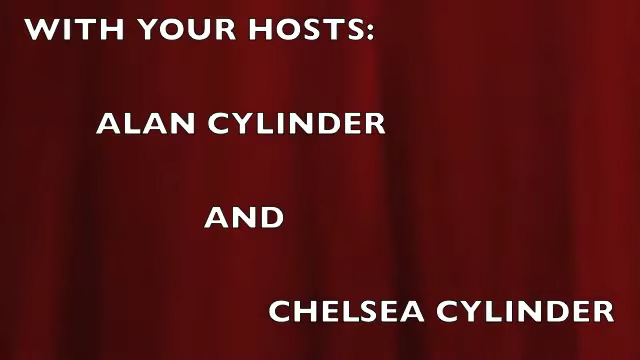 WITH YOUR HOSTS:
ALAN CYLINDER
AND
CHELSEA CYLINDER